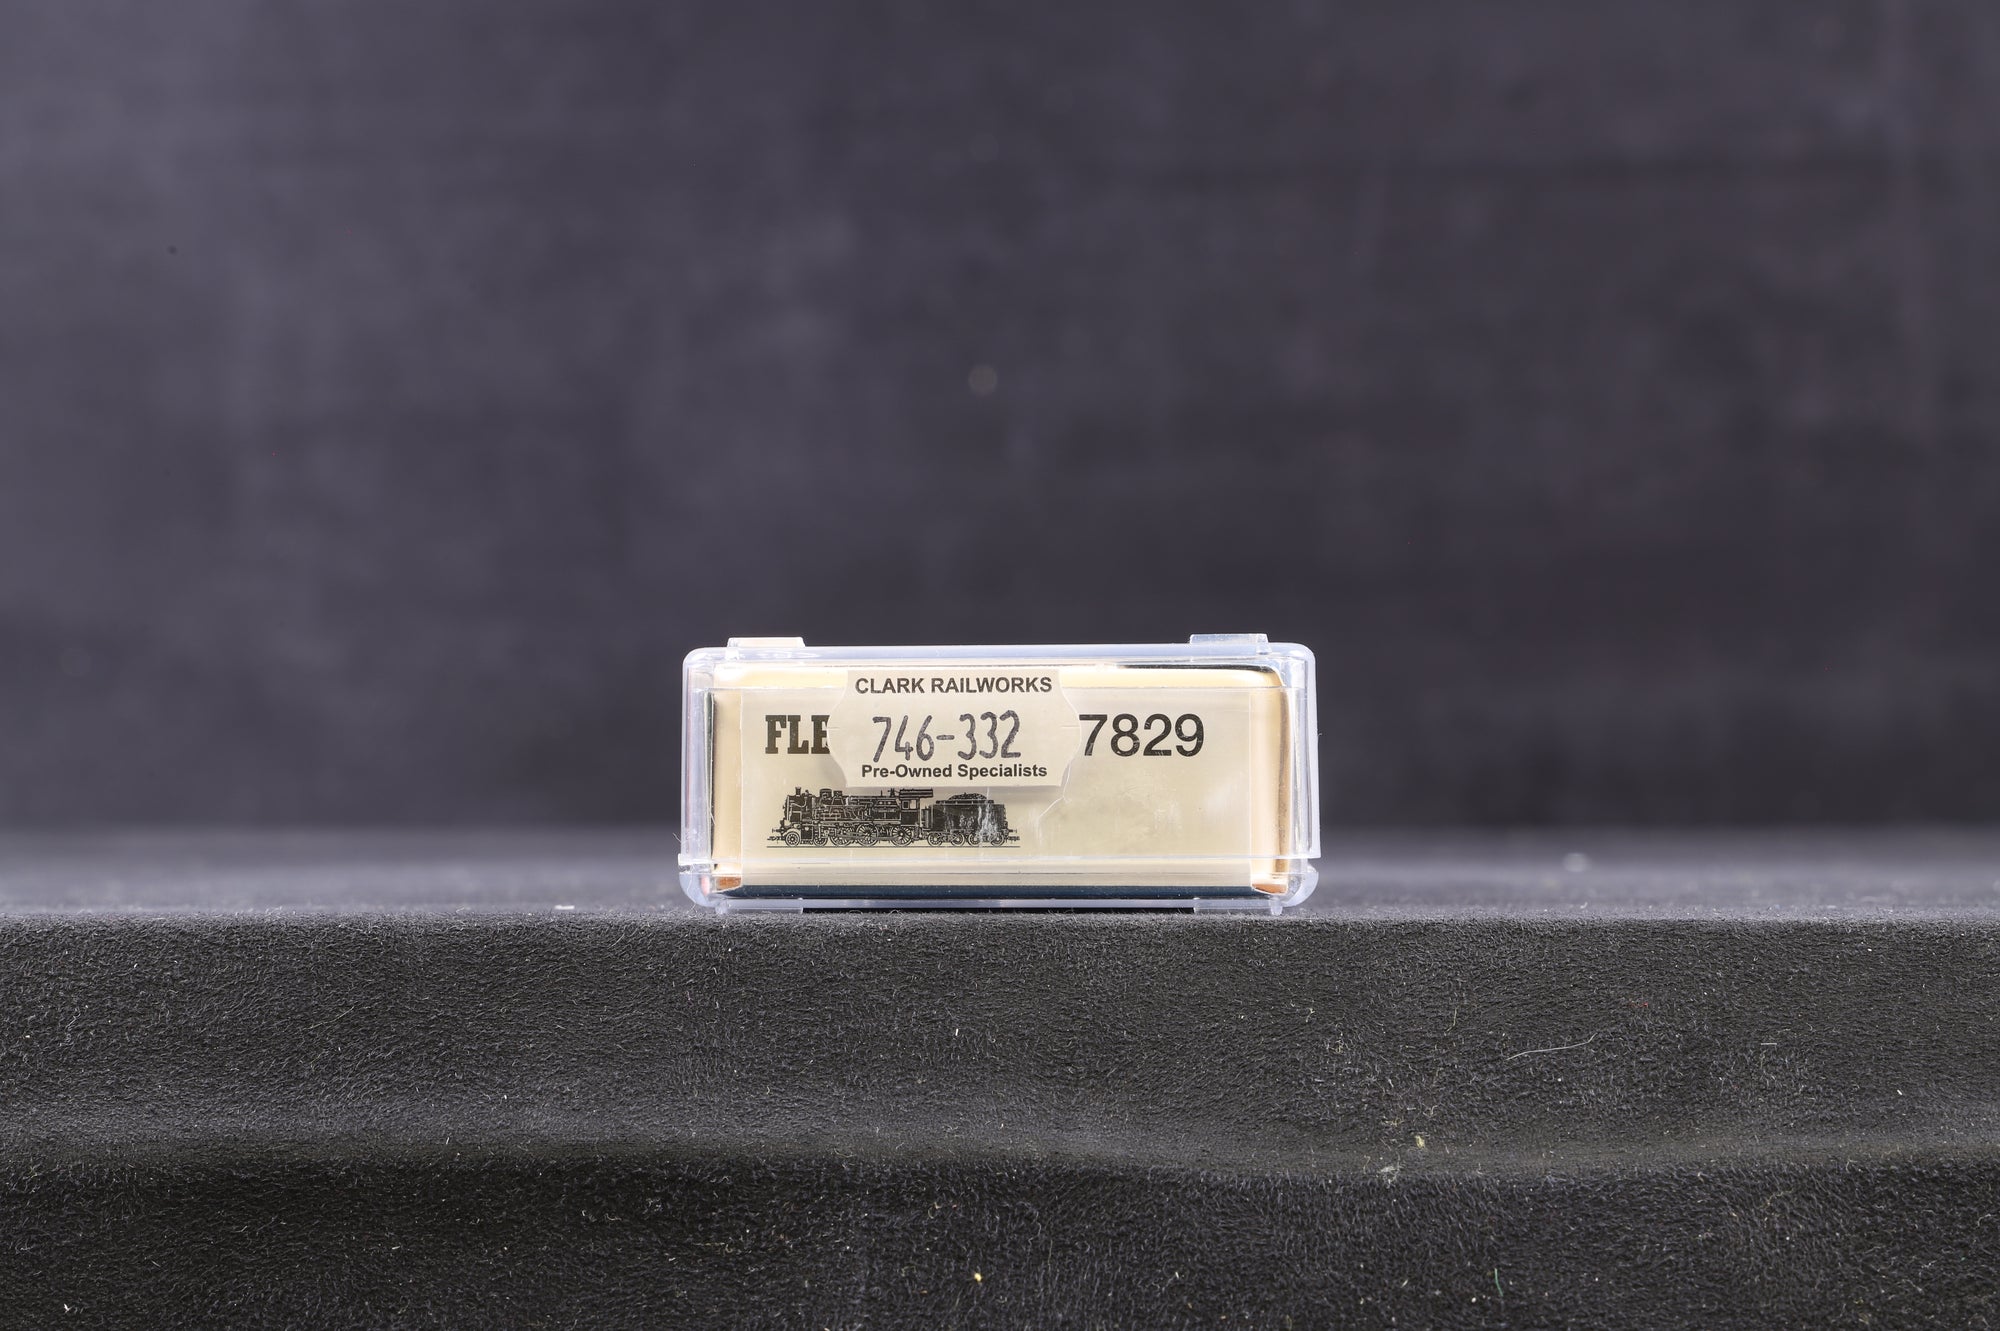 CLARK RAILWORKS
FLE 746-332 7829
Pre-Owned Specialists